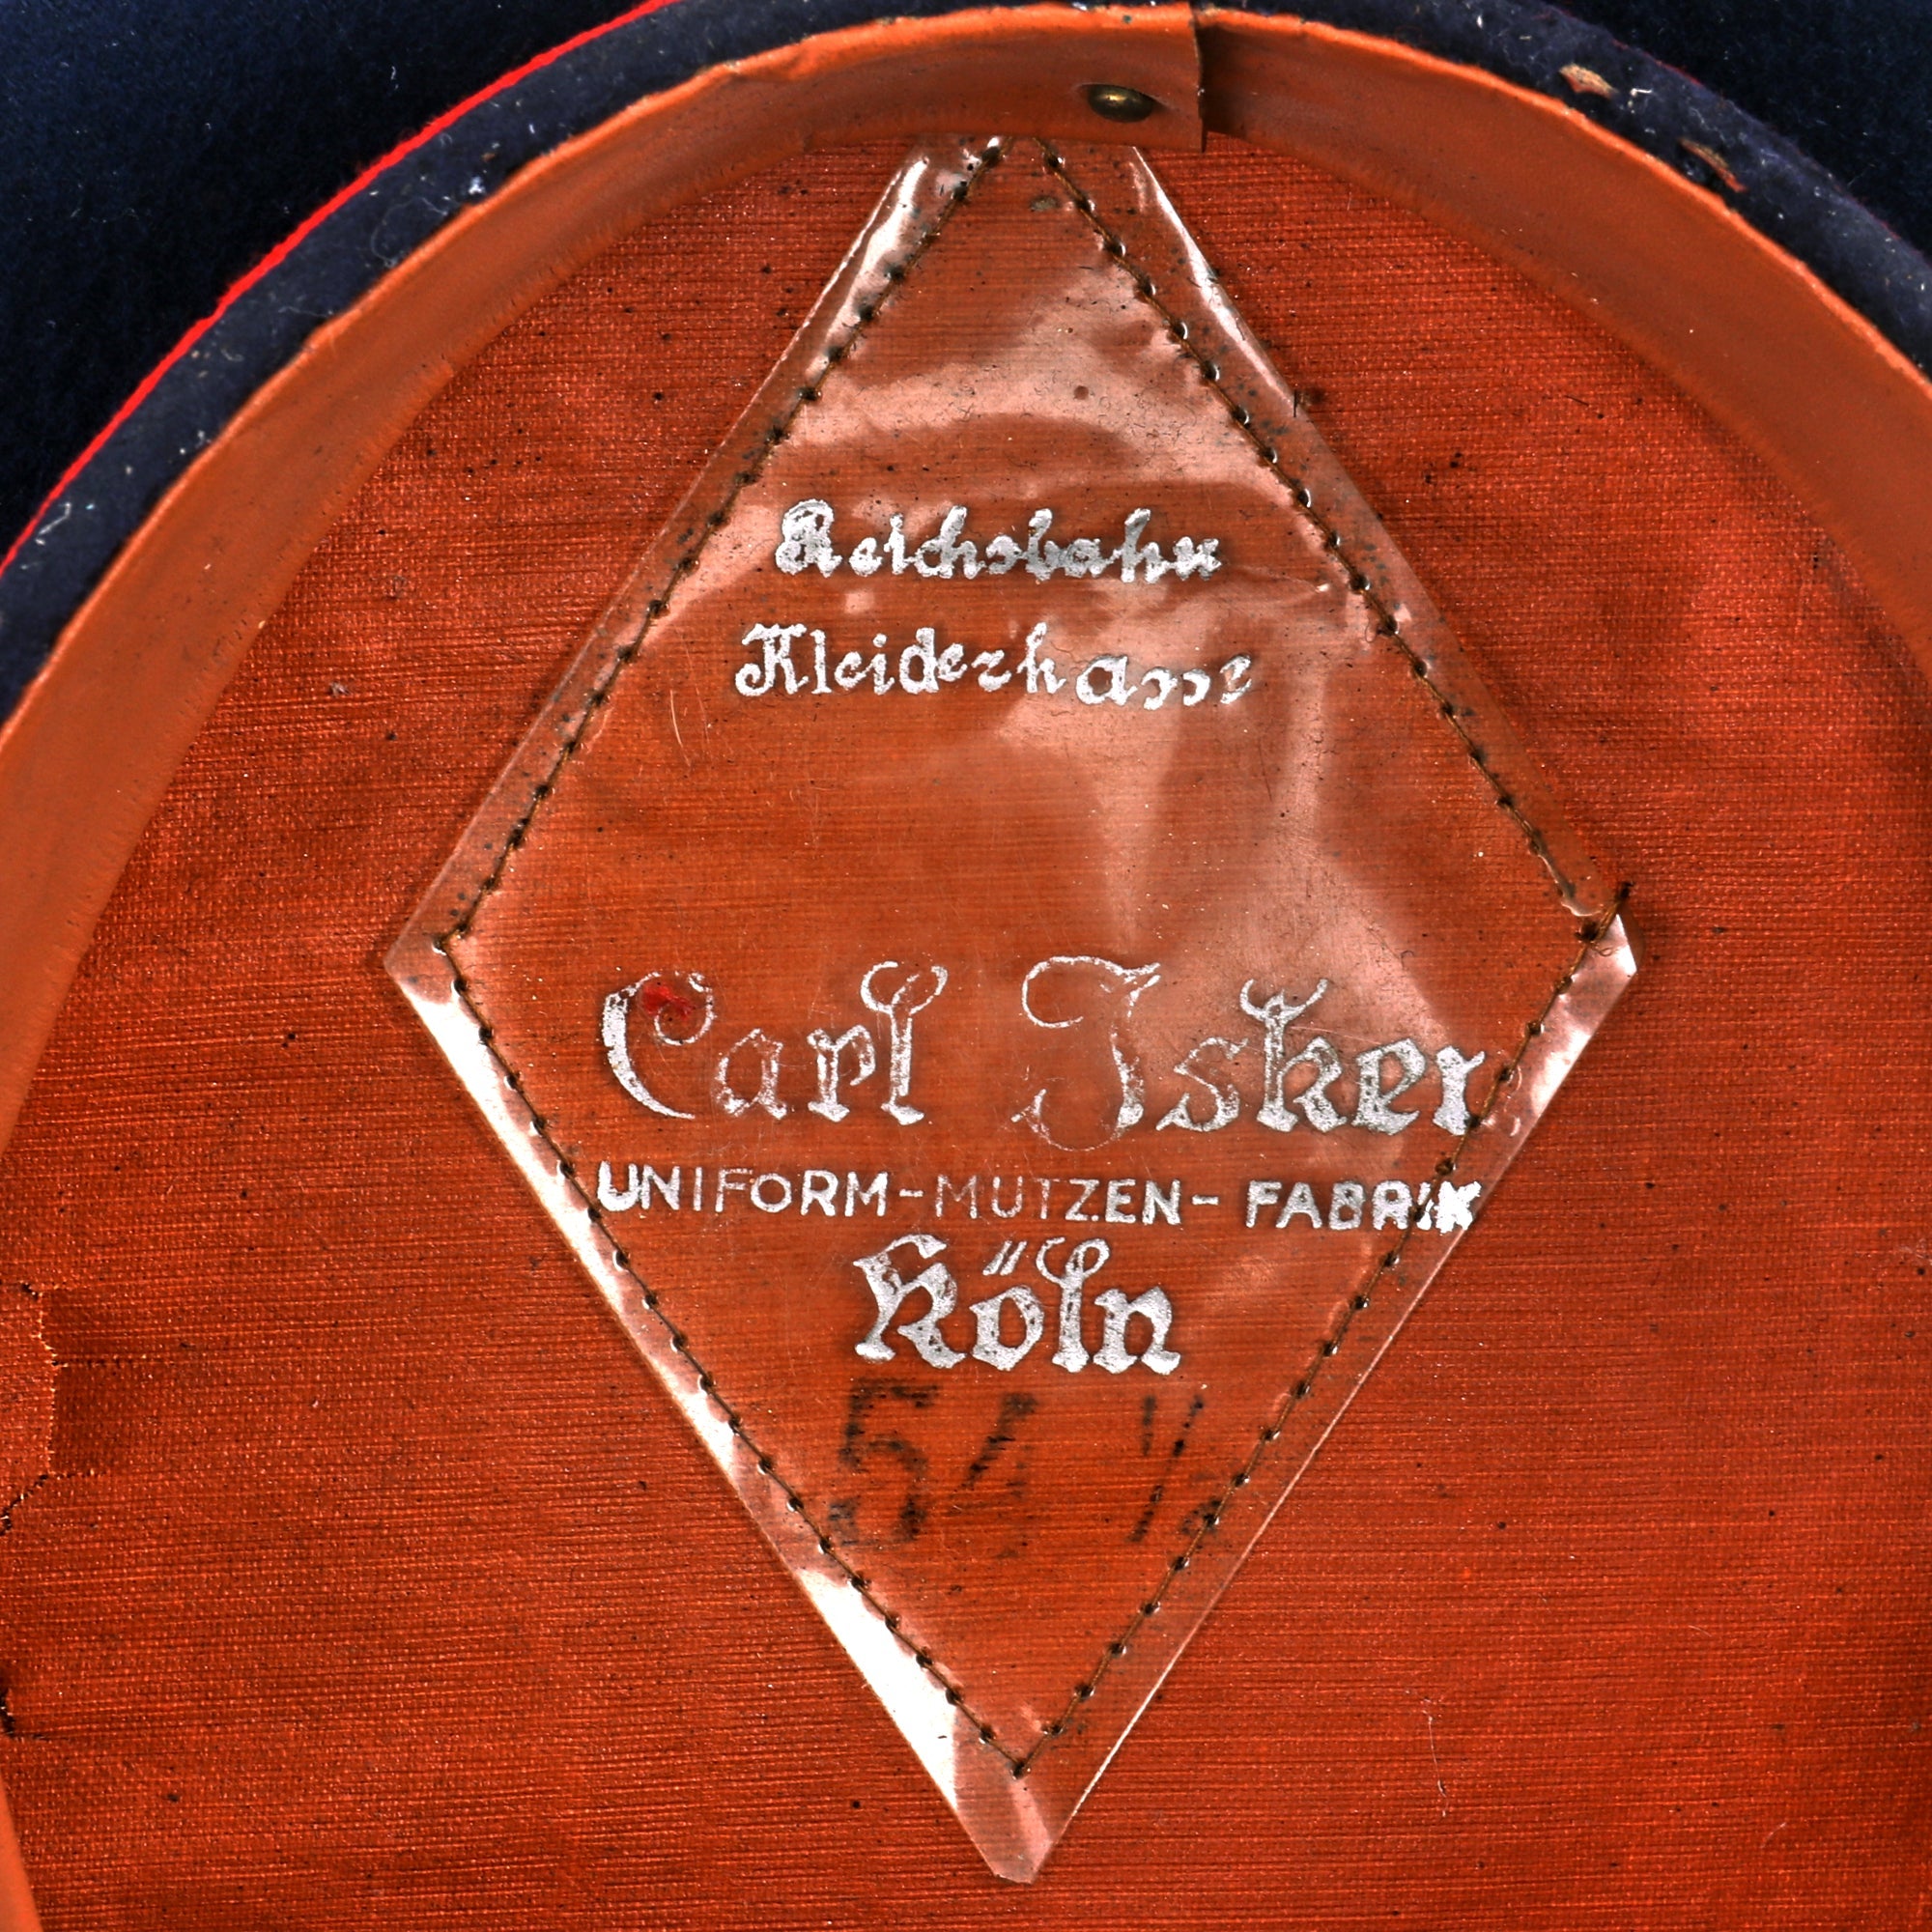 Reichsbahn
Kleiderkasse
Carl Isker
UNIFORM-MUTZEN-FABRIK
Köln
54 ½